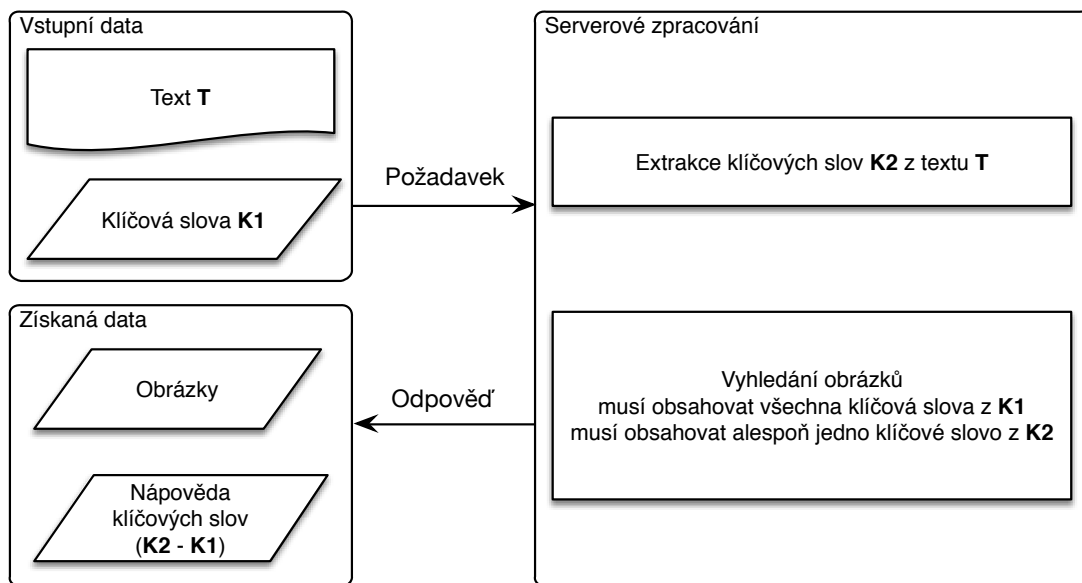 Vstupní data
Text T
Klíčová slova K1
Požadavek
Serverové zpracování
Extrakce klíčových slov K2 z textu T
Vyhledání obrázků
musí obsahovat všechna klíčová slova z K1
musí obsahovat alespoň jedno klíčové slovo z K2
Odpověď
Získaná data
Obrázky
Nápověda
klíčových slov
(K2 - K1)